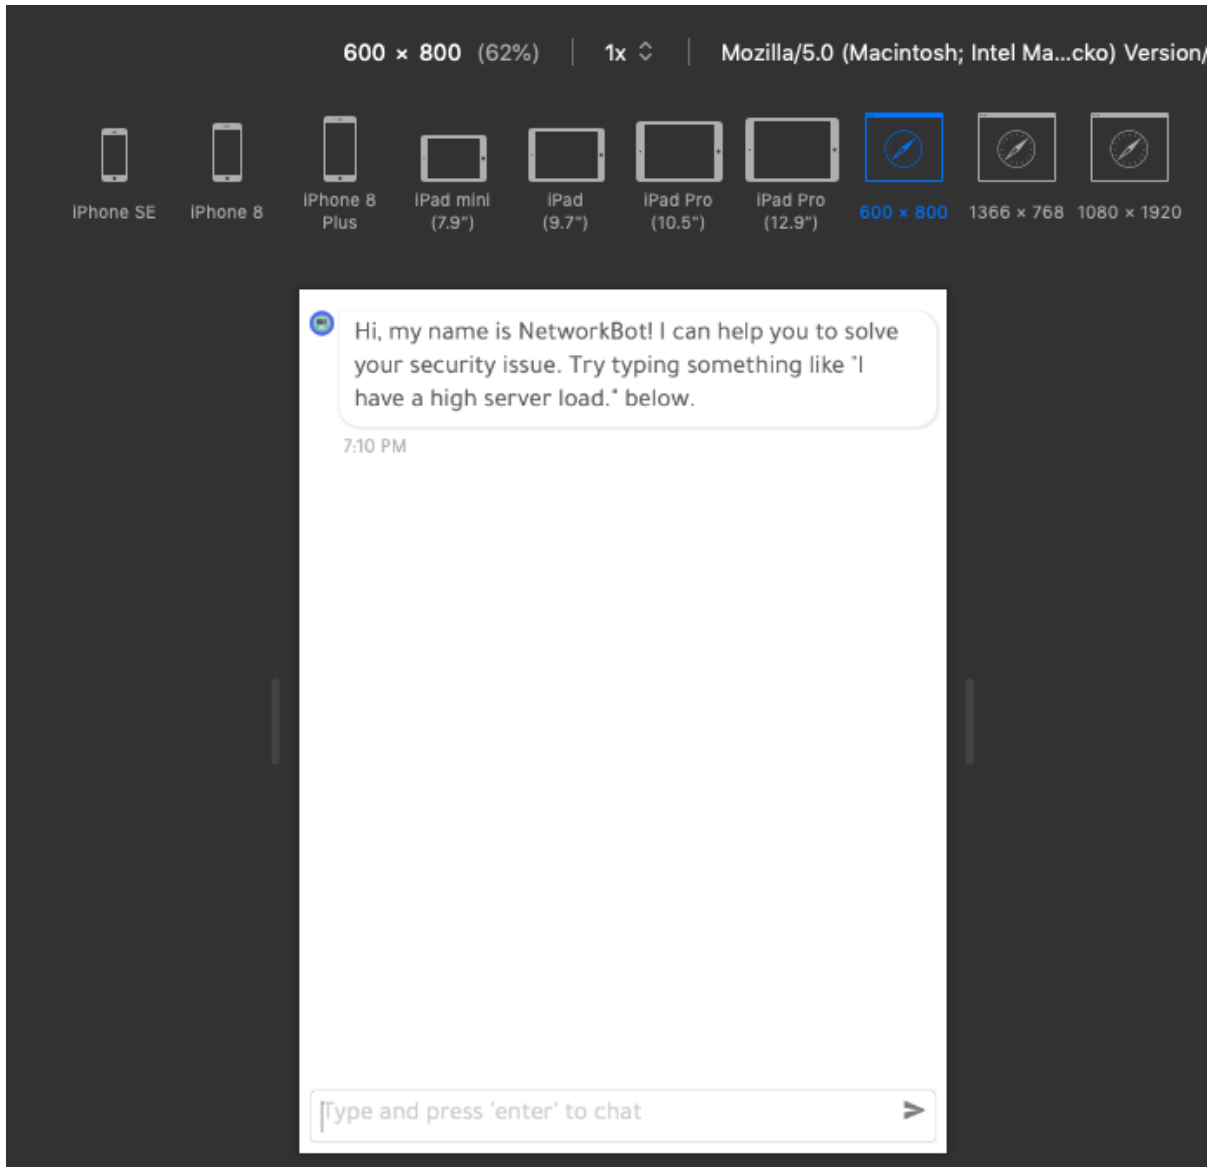 600 × 800 (62%) 1x Mozilla/5.0 (Macintosh; Intel Ma...cko) Version/
iPhone SE
iPhone 8
iPhone 8
Plus
iPad mini
(7.9")
iPad
(9.7")
iPad Pro
(10.5")
iPad Pro
(12.9")
600 × 800
1366 × 768
1080 × 1920
Hi, my name is NetworkBot! I can help you to solve
your security issue. Try typing something like "I
have a high server load." below.
7:10 PM
Type and press 'enter' to chat